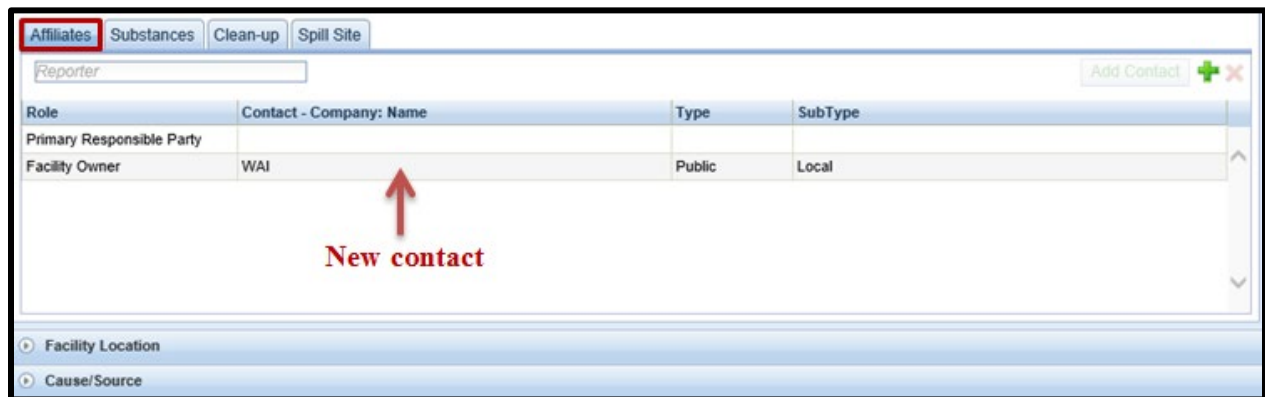 Affiliates Substances Clean-up Spill Site
Reporter Add Contact
Role Contact - Company: Name Type SubType
Primary Responsible Party
Facility Owner WAI Public Local
New contact
Facility Location
Cause/Source